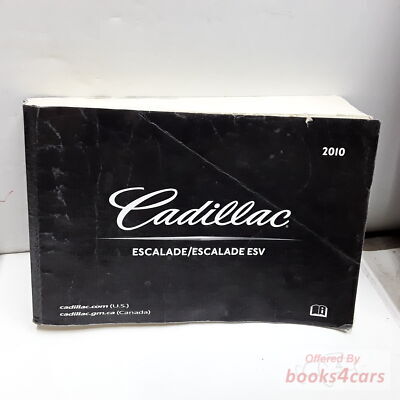 2010
Cadillac
ESCALADE/ESCALADE ESV
cadillac.com (U.S.)
cadillac.gm.ca (Canada)
Offered By
books4cars